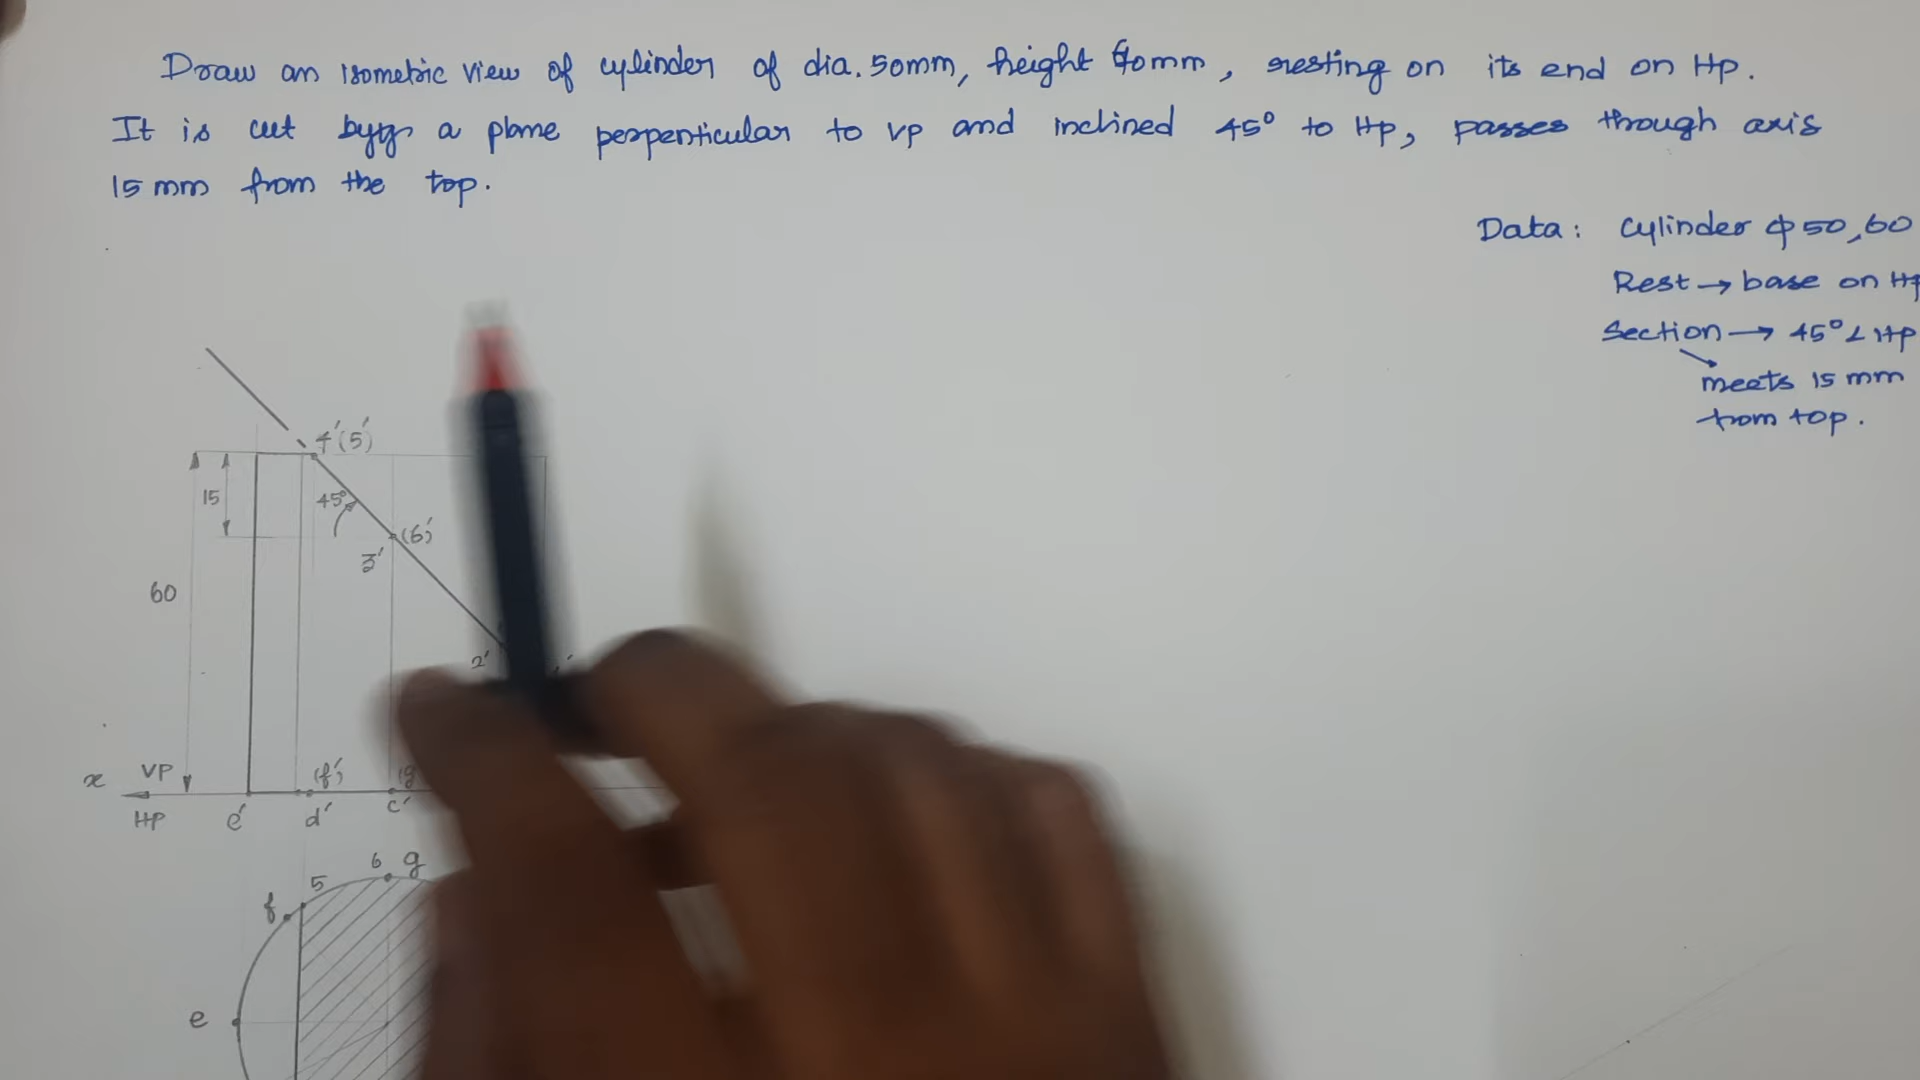 Draw an isometric view of cylinder of dia. 50mm, height 60mm, resting on its end on Hp.
It is cut by a plane perpenticular to vp and inclined 45° to Hp, passes through axis
15 mm from the top.
Data: Cylinder ϕ 50,60
Rest → base on Hp
Section → 45° ∠ Hp
meets 15 mm
from top.
4'(5')
15
45°
(6')
3'
60
2'
x VP
HP
(f')
(g
e' d' c'
6 g
5
f
e